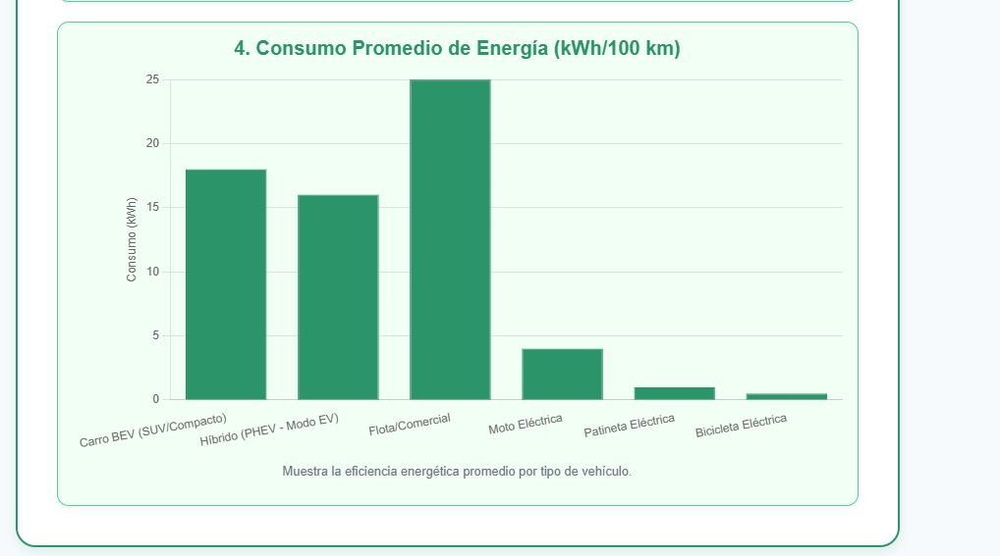 4. Consumo Promedio de Energía (kWh/100 km)
25
20
15
10
5
0
Consumo (kWh)
Carro BEV (SUV/Compacto)
Híbrido (PHEV - Modo EV)
Flota/Comercial
Moto Eléctrica
Patineta Eléctrica
Bicicleta Eléctrica
Muestra la eficiencia energética promedio por tipo de vehículo.